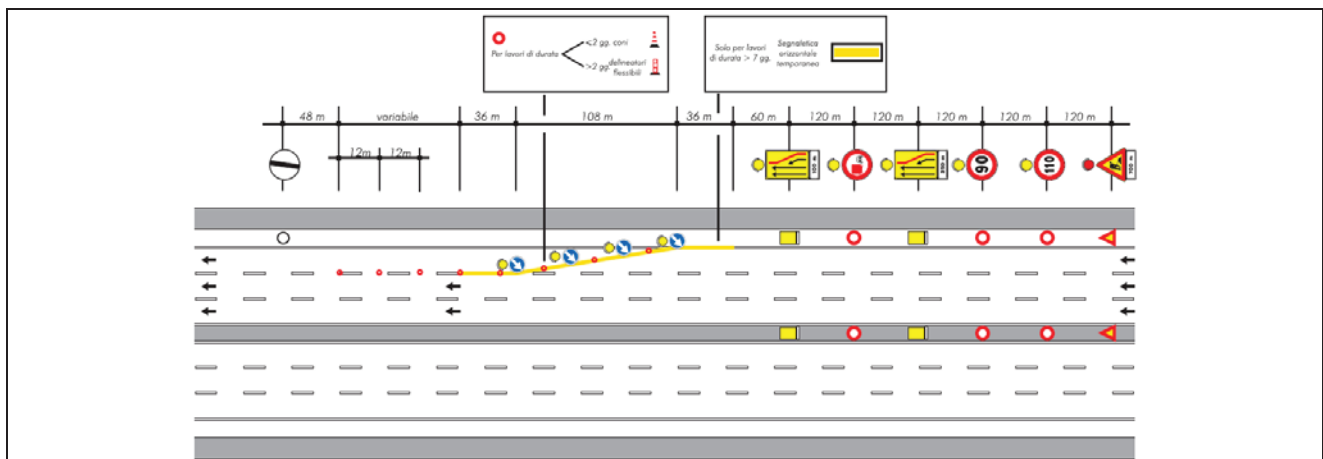 Per lavori di durata
<2 gg. coni
>2 gg. delineatori
flessibili
Solo per lavori
di durata > 7 gg.
Segnaletica
orizzontale
temporanea
48 m variabile 36 m 108 m 36 m 60 m 120 m 120 m 120 m 120 m 120 m
12m 12m
90 110